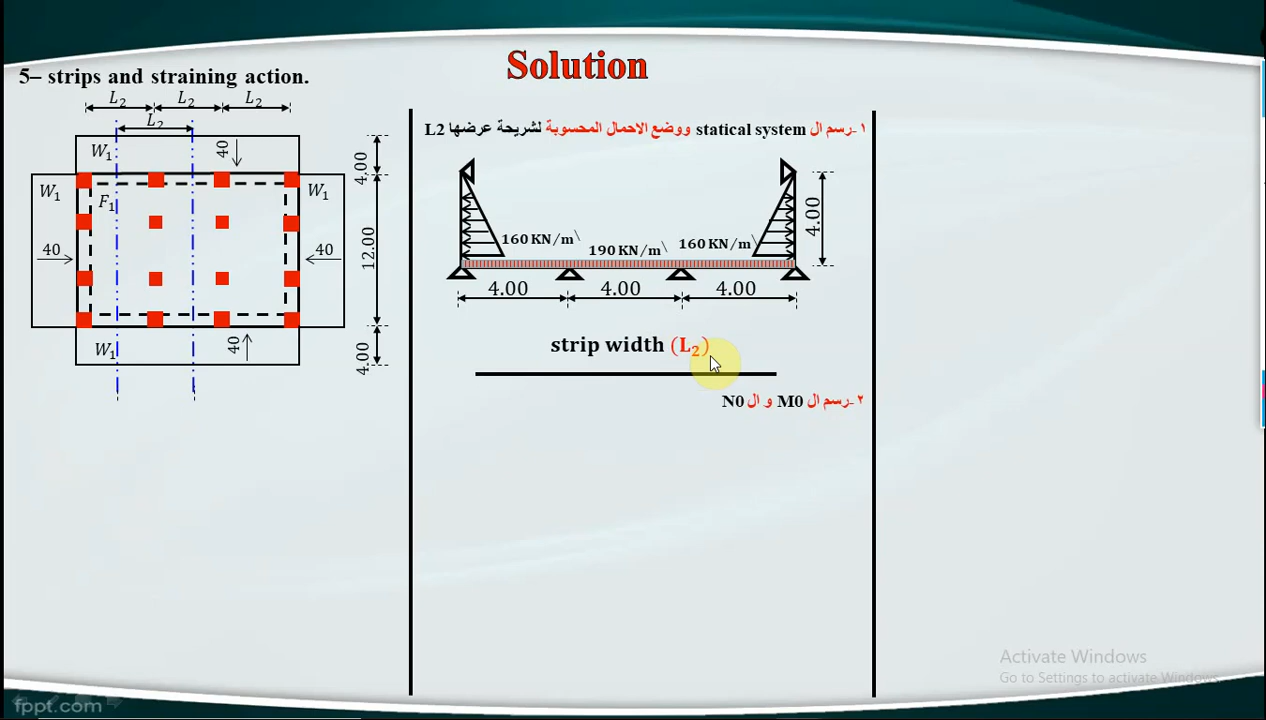 Solution
5– strips and straining action.
L2 L2 L2
L2
W1 40 4.00
W1 W1
F1
40 40 12.00
W1 40 4.00
١-رسم ال statical system ووضع الاحمال المحسوبة لشريحة عرضها L2
160 KN/m\ 190 KN/m\ 160 KN/m\ 4.00
4.00 4.00 4.00
strip width (L2)
٢-رسم ال M0 و ال N0
Activate Windows
Go to Settings to activate Windows.
fppt.com